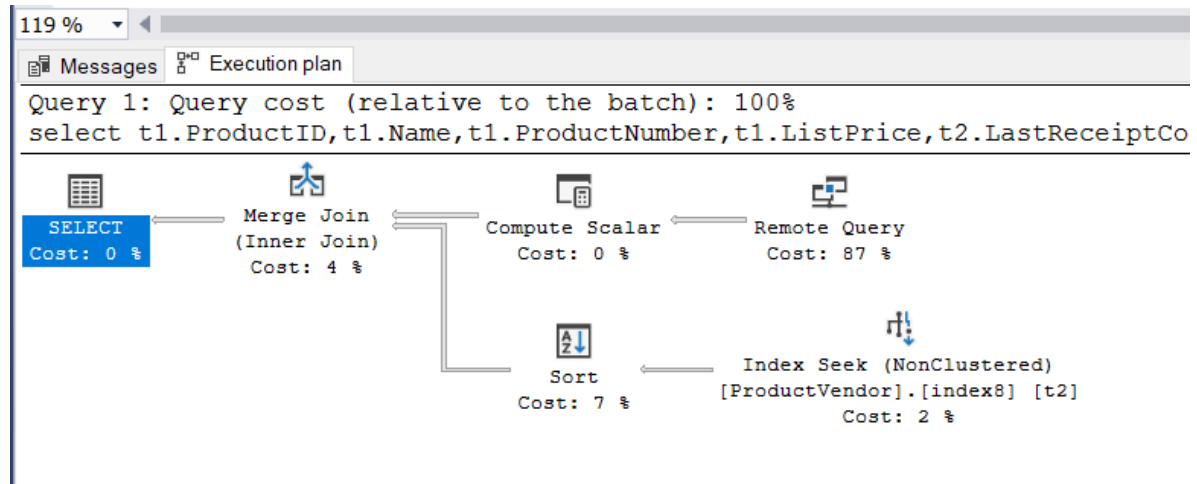 119 %
Messages Execution plan
Query 1: Query cost (relative to the batch): 100%
select t1.ProductID,t1.Name,t1.ProductNumber,t1.ListPrice,t2.LastReceiptCo
SELECT
Cost: 0 %
Merge Join
(Inner Join)
Cost: 4 %
Compute Scalar
Cost: 0 %
Remote Query
Cost: 87 %
Sort
Cost: 7 %
Index Seek (NonClustered)
[ProductVendor].[index8] [t2]
Cost: 2 %